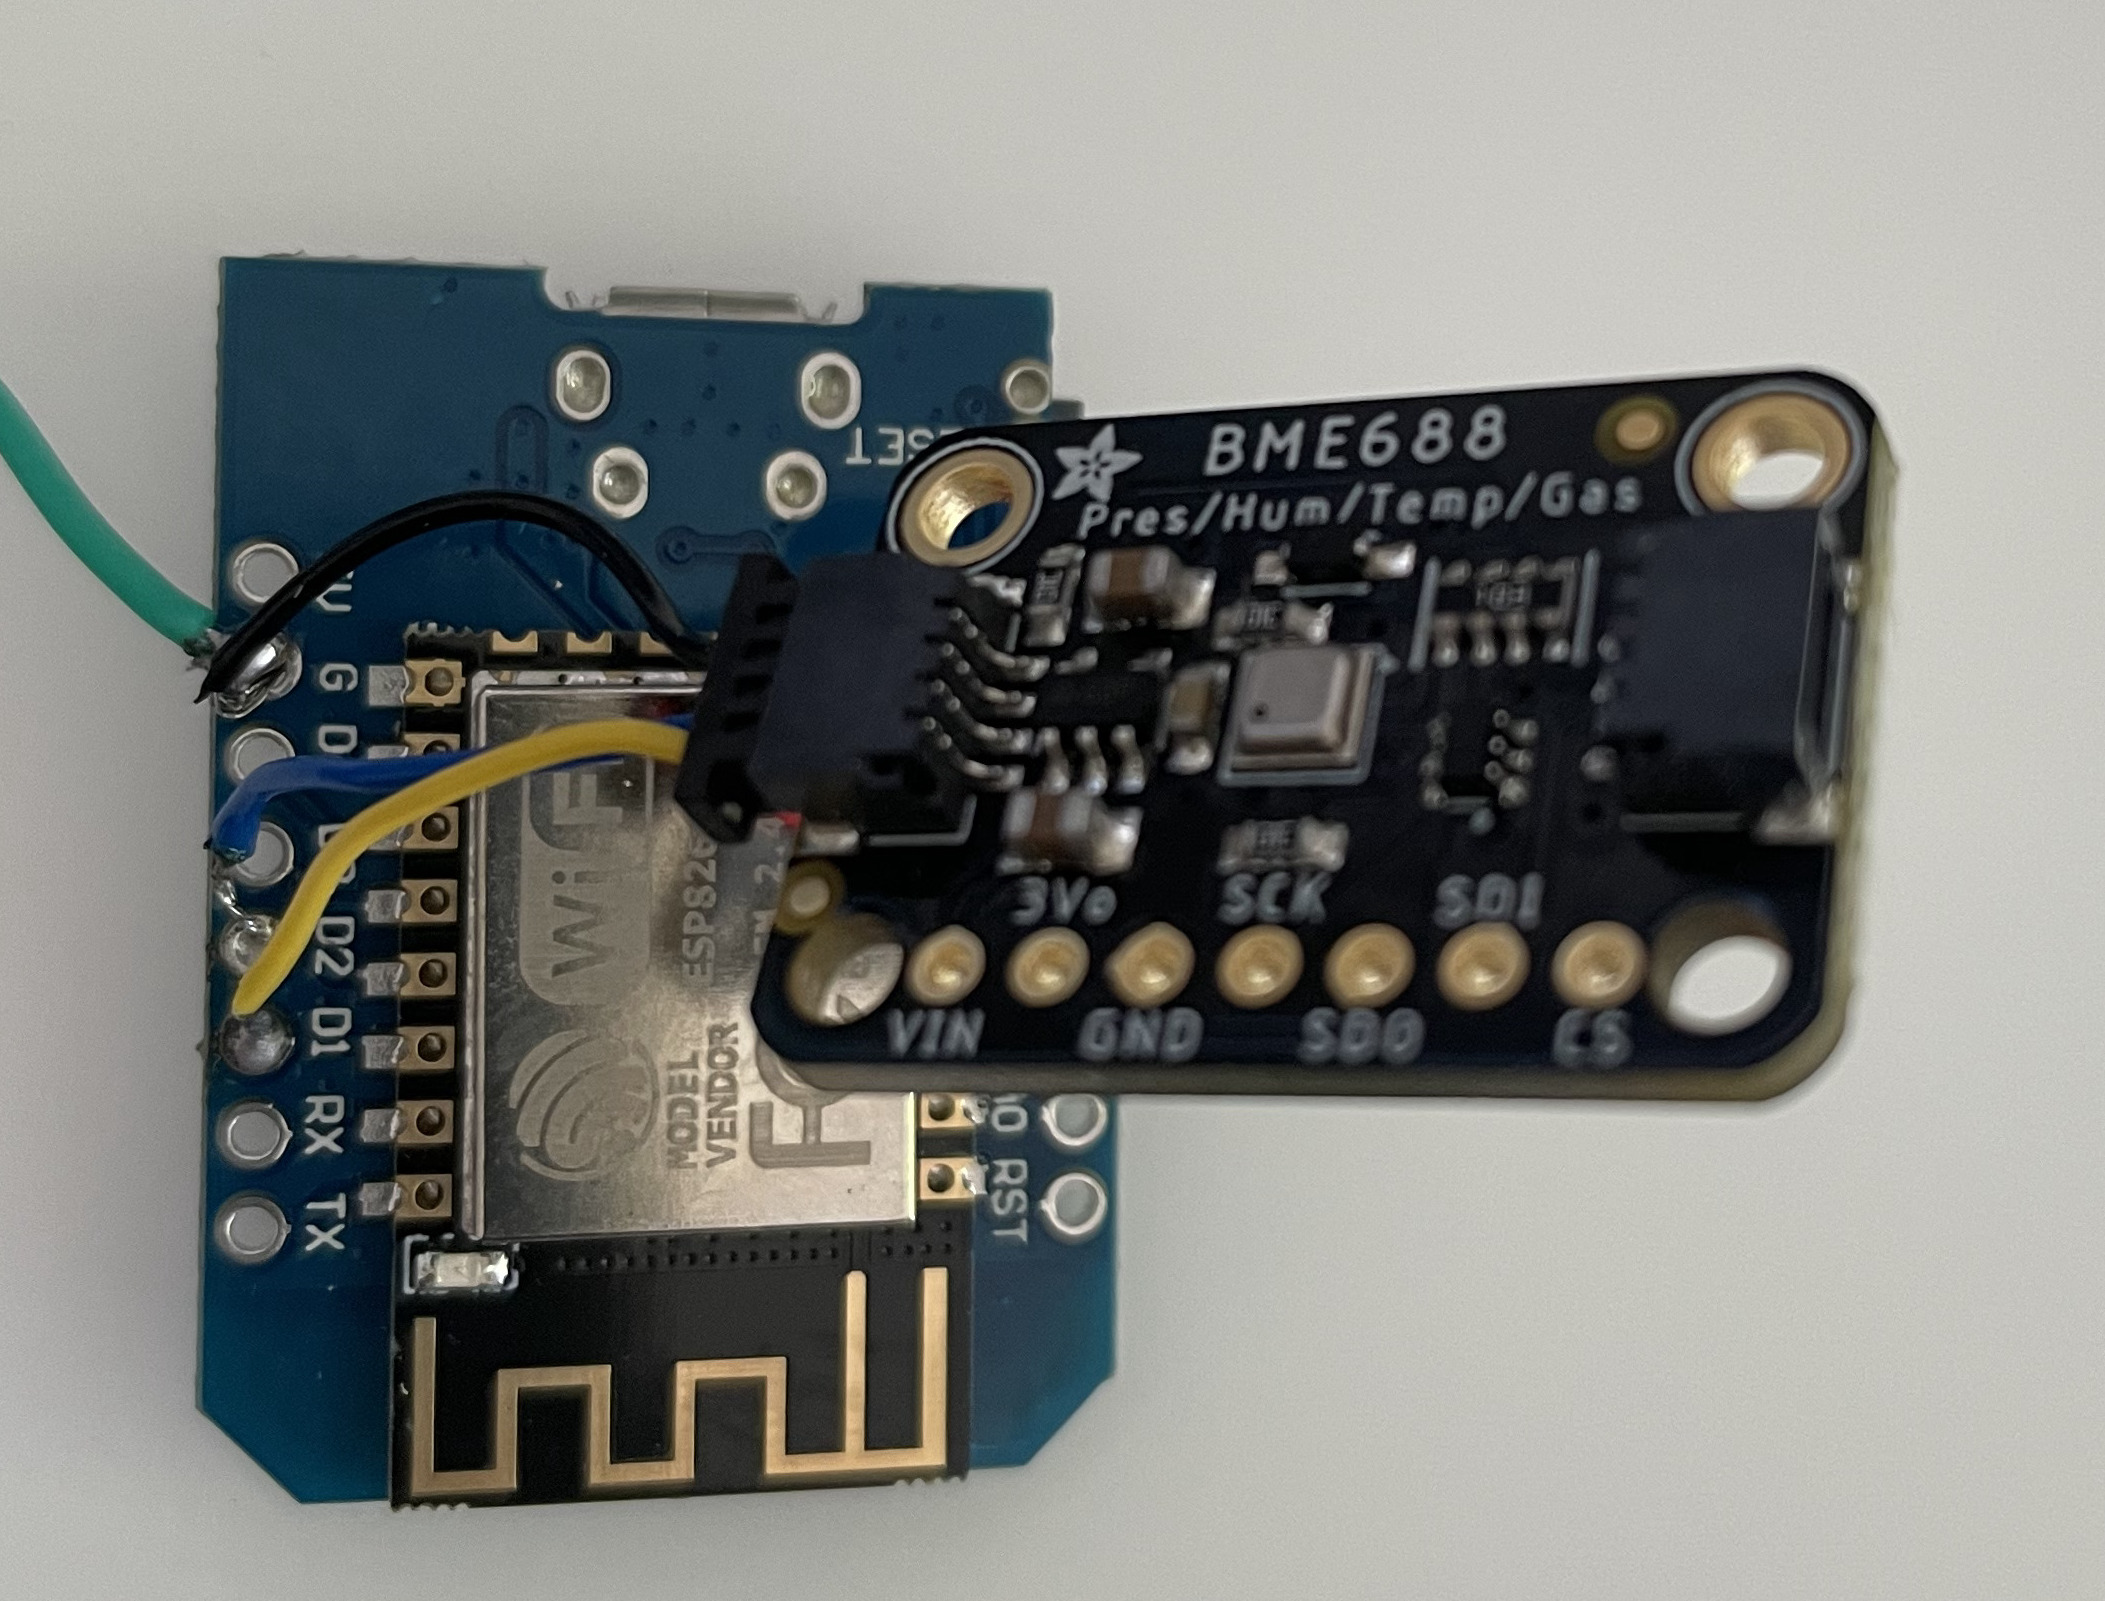 BME688
Pres/Hum/Temp/Gas
3Vo SCK SDI
VIN GND SDO CS
G
D2
D1
RX
TX
RST
WiFi
MODEL
VENDOR